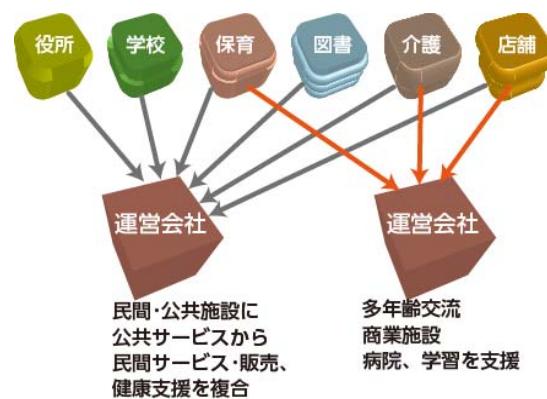 役所
学校
保育
図書
介護
店舗
運営会社
運営会社
民間・公共施設に
公共サービスから
民間サービス・販売、
健康支援を複合
多年齢交流
商業施設
病院、学習を支援